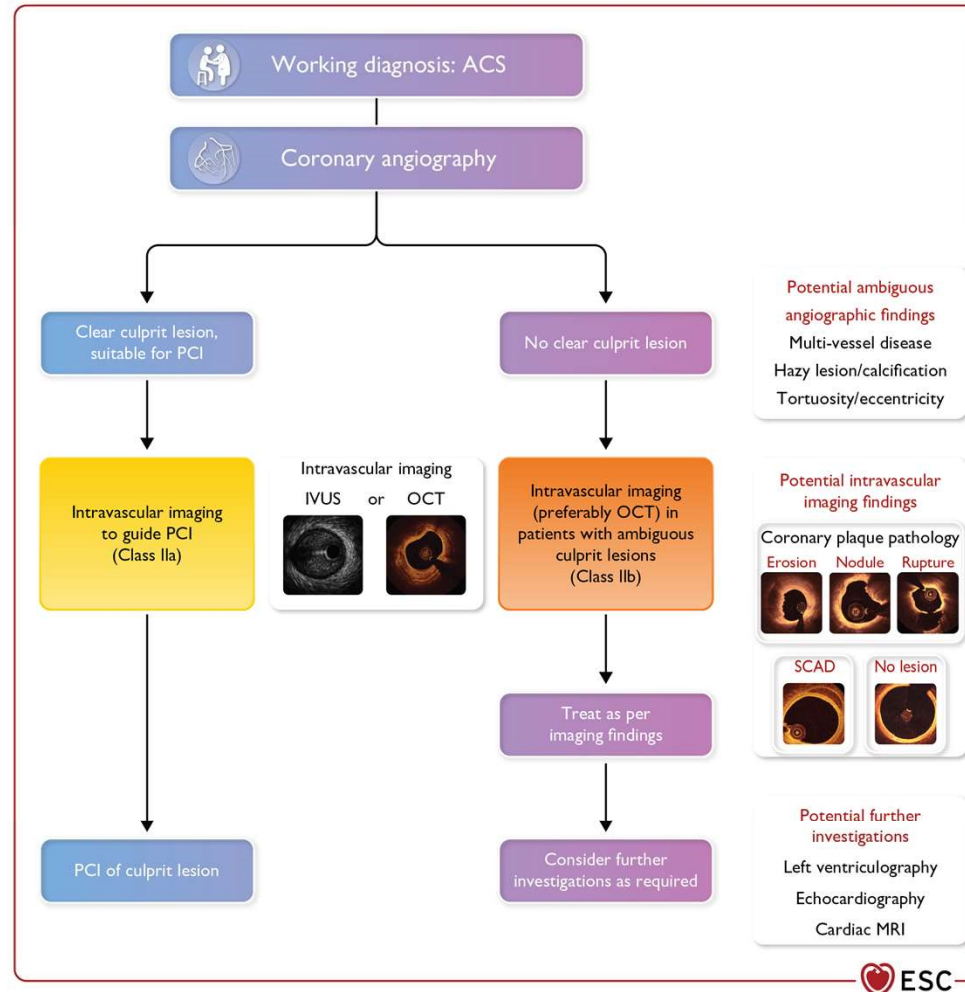 Working diagnosis: ACS
Coronary angiography
Clear culprit lesion,
suitable for PCI
No clear culprit lesion
Potential ambiguous
angiographic findings
Multi-vessel disease
Hazy lesion/calcification
Tortuosity/eccentricity
Intravascular imaging
to guide PCI
(Class IIa)
Intravascular imaging
IVUS or OCT
Intravascular imaging
(preferably OCT) in
patients with ambiguous
culprit lesions
(Class IIb)
Potential intravascular
imaging findings
Coronary plaque pathology
Erosion Nodule Rupture
SCAD No lesion
Treat as per
imaging findings
PCI of culprit lesion
Consider further
investigations as required
Potential further
investigations
Left ventriculography
Echocardiography
Cardiac MRI
ESC